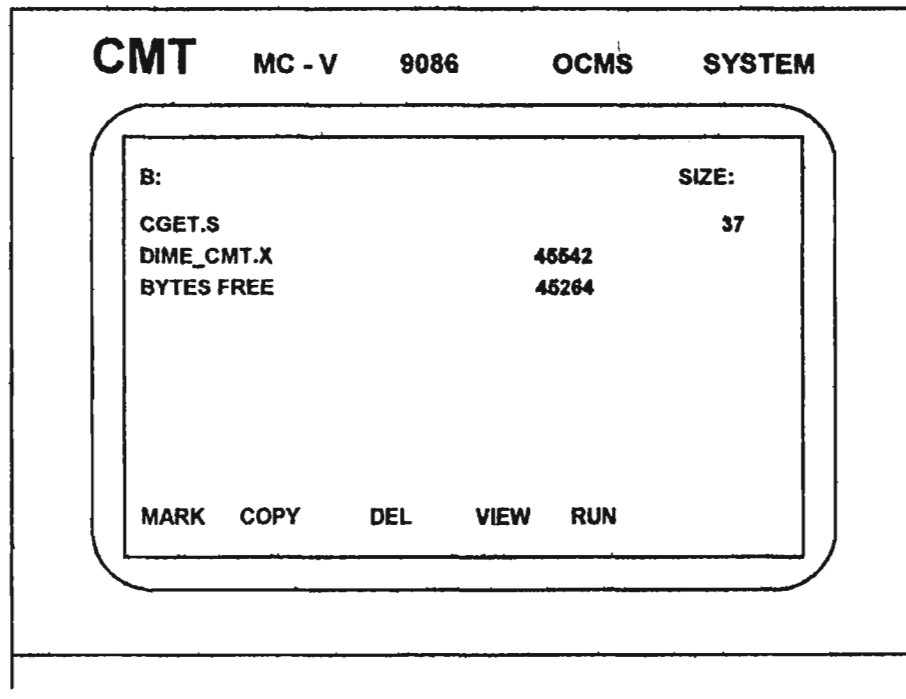 CMT MC - V 9086 OCMS SYSTEM
B: SIZE:
CGET.S 37
DIME_CMT.X 45542
BYTES FREE 45264
MARK COPY DEL VIEW RUN